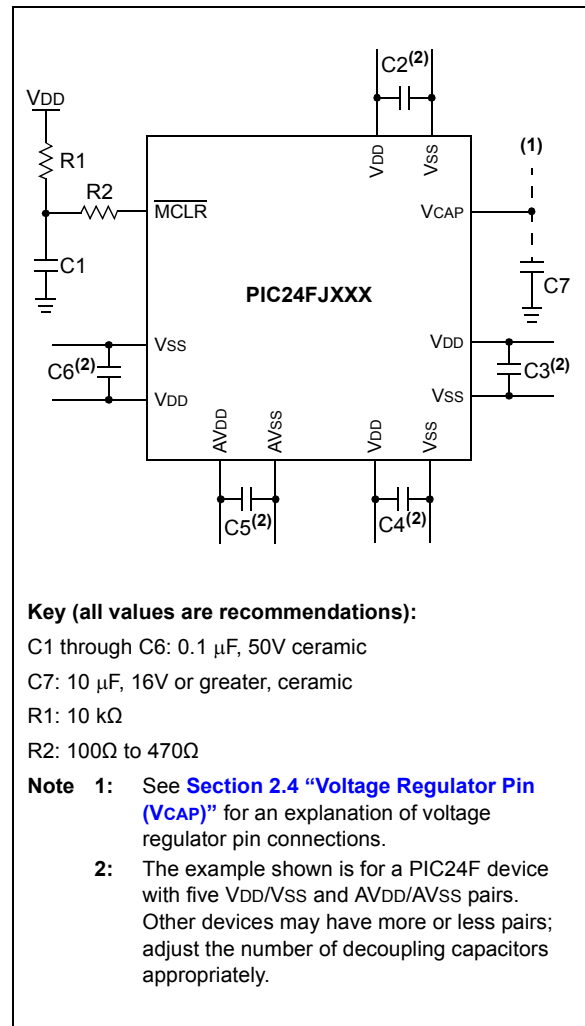 C2(2)
VDD
R1
R2
C1
VDD
VSS
(1)
MCLR
VCAP
C7
PIC24FJXXX
VSS
VDD
C6(2)
C3(2)
VDD
VSS
AVDD
AVSS
VDD
VSS
C5(2)
C4(2)
Key (all values are recommendations):
C1 through C6: 0.1 μF, 50V ceramic
C7: 10 μF, 16V or greater, ceramic
R1: 10 kΩ
R2: 100Ω to 470Ω
Note 1: See Section 2.4 “Voltage Regulator Pin
(VCAP)” for an explanation of voltage
regulator pin connections.
2: The example shown is for a PIC24F device
with five VDD/VSS and AVDD/AVSS pairs.
Other devices may have more or less pairs;
adjust the number of decoupling capacitors
appropriately.